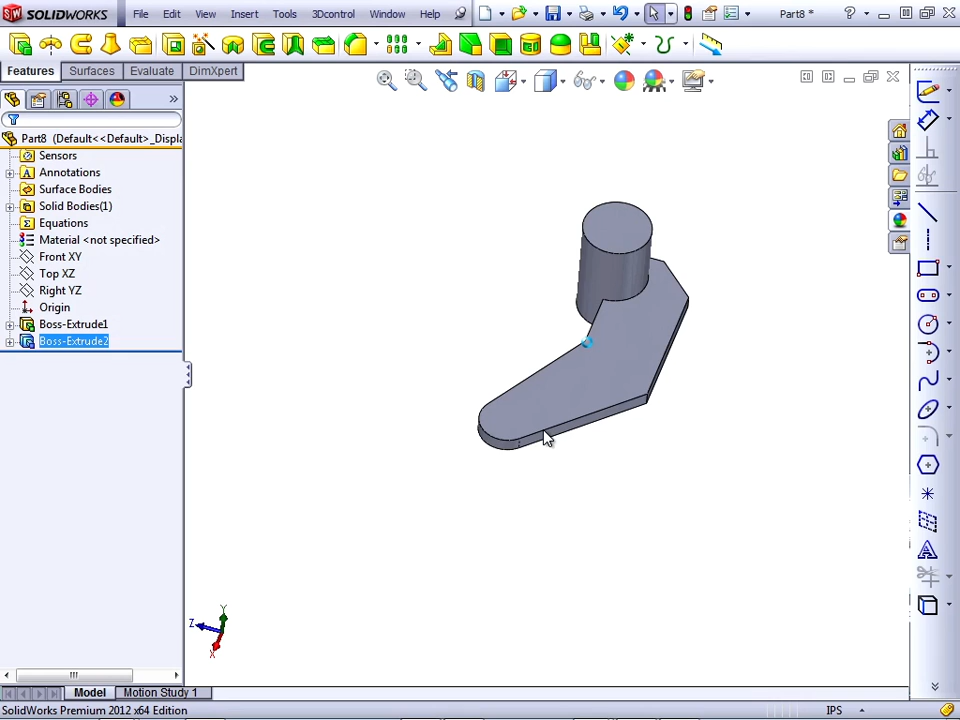 SW SOLIDWORKS File Edit View Insert Tools 3Dcontrol Window Help Part8 * ?
Features Surfaces Evaluate DimXpert
»
Part8 (Default<<Default>_Displa
Sensors
A Annotations
Surface Bodies
Solid Bodies(1)
Σ Equations
Material <not specified>
Front XY
Top XZ
Right YZ
Origin
Boss-Extrude1
Boss-Extrude2
Y
Z
X
Model Motion Study 1
SolidWorks Premium 2012 x64 Edition IPS